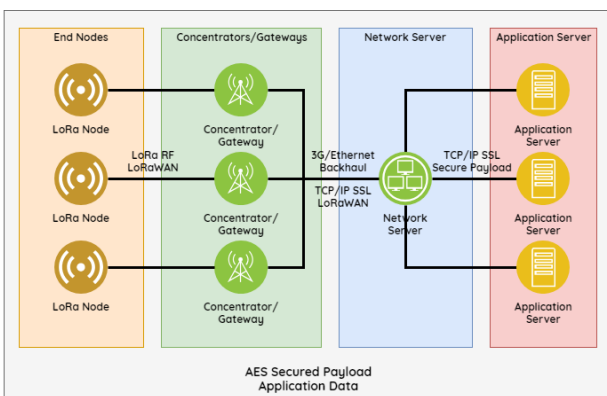 End Nodes
Concentrators/Gateways
Network Server
Application Server
LoRa Node
Concentrator/
Gateway
Application
Server
LoRa RF
LoRaWAN
3G/Ethernet
Backhaul
TCP/IP SSL
LoRaWAN
TCP/IP SSL
Secure Payload
LoRa Node
Concentrator/
Gateway
Network
Server
Application
Server
LoRa Node
Concentrator/
Gateway
Application
Server
AES Secured Payload
Application Data